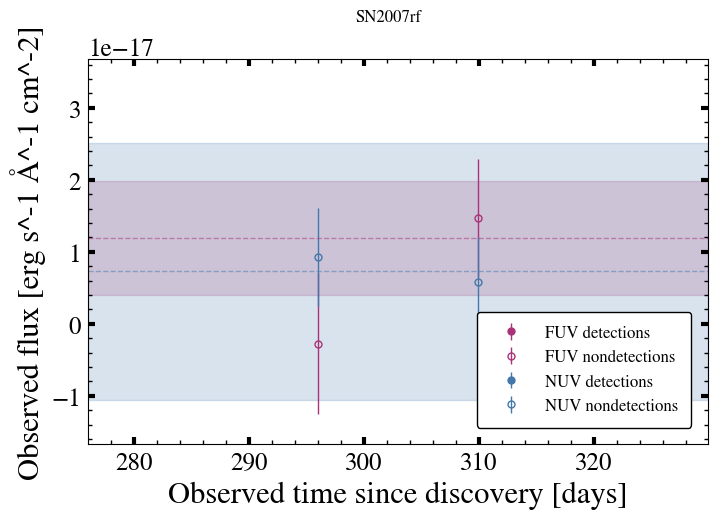 SN2007rf
1e−17
Observed flux [erg s^-1 Å^-1 cm^-2]
3
2
1
0
−1
FUV detections
FUV nondetections
NUV detections
NUV nondetections
280 290 300 310 320
Observed time since discovery [days]